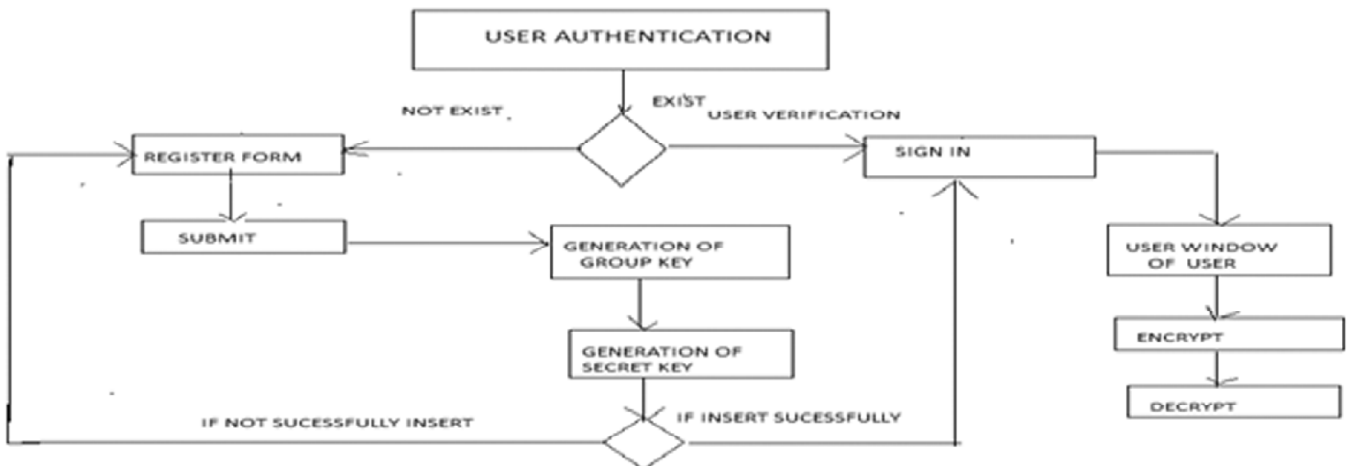 USER AUTHENTICATION
NOT EXIST
EXIST
USER VERIFICATION
REGISTER FORM
SIGN IN
SUBMIT
GENERATION OF
GROUP KEY
USER WINDOW
OF USER
GENERATION OF
SECRET KEY
ENCRYPT
DECRYPT
IF NOT SUCESSFULLY INSERT
IF INSERT SUCESSFULLY